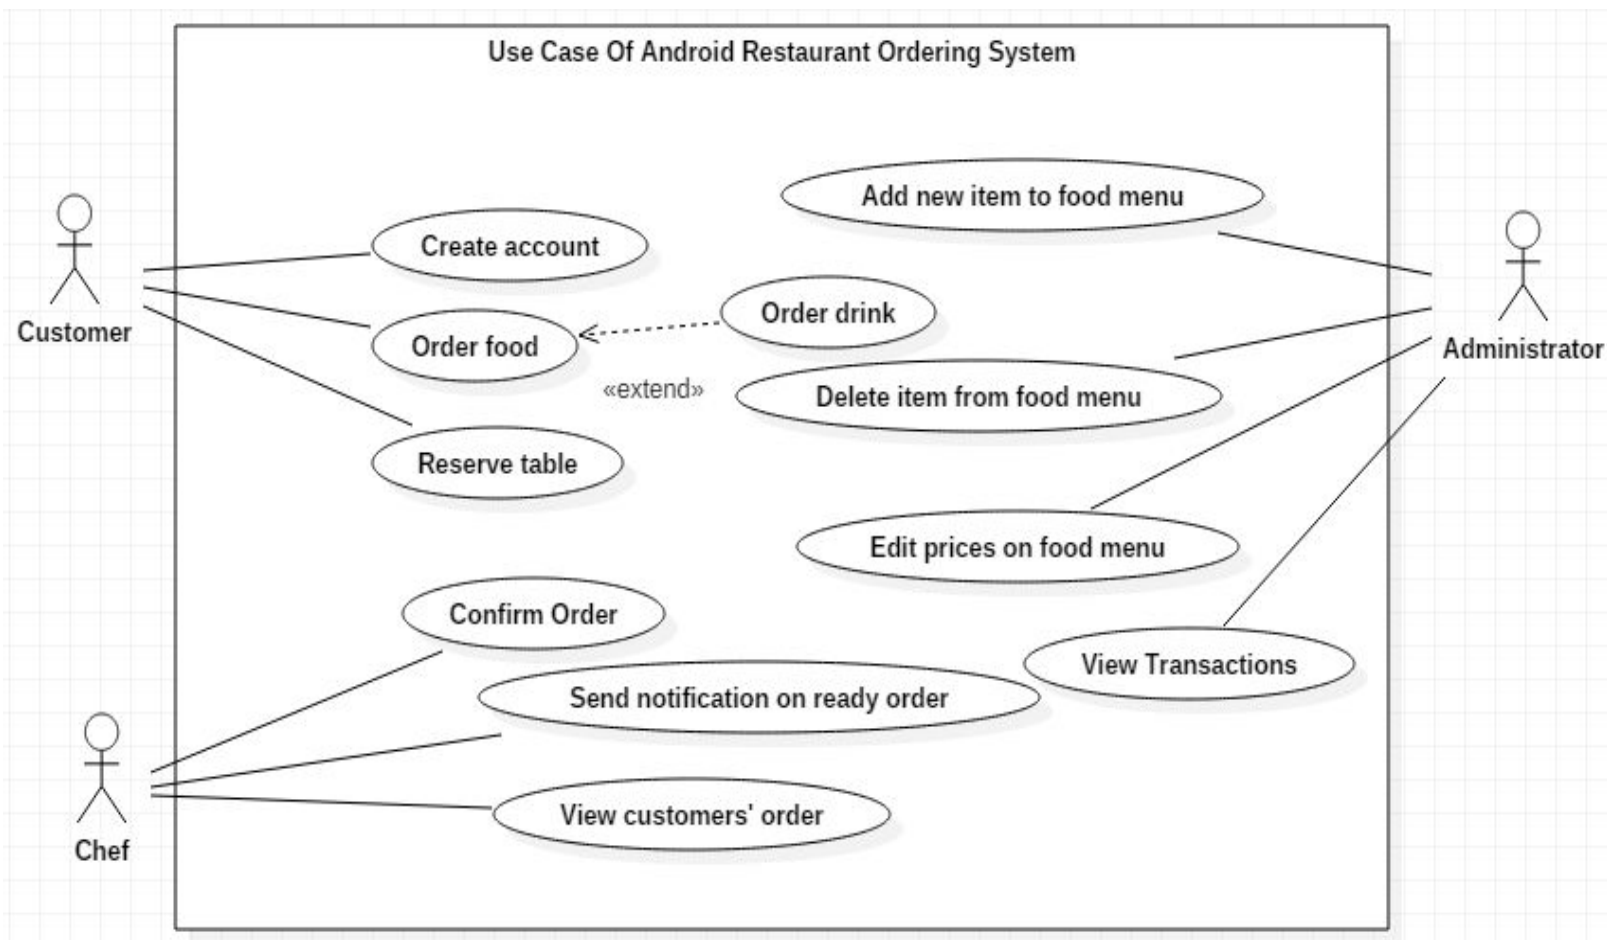 Use Case Of Android Restaurant Ordering System
Add new item to food menu
Create account
Order drink
Customer
Order food
Administrator
«extend»
Delete item from food menu
Reserve table
Edit prices on food menu
Confirm Order
View Transactions
Send notification on ready order
View customers' order
Chef